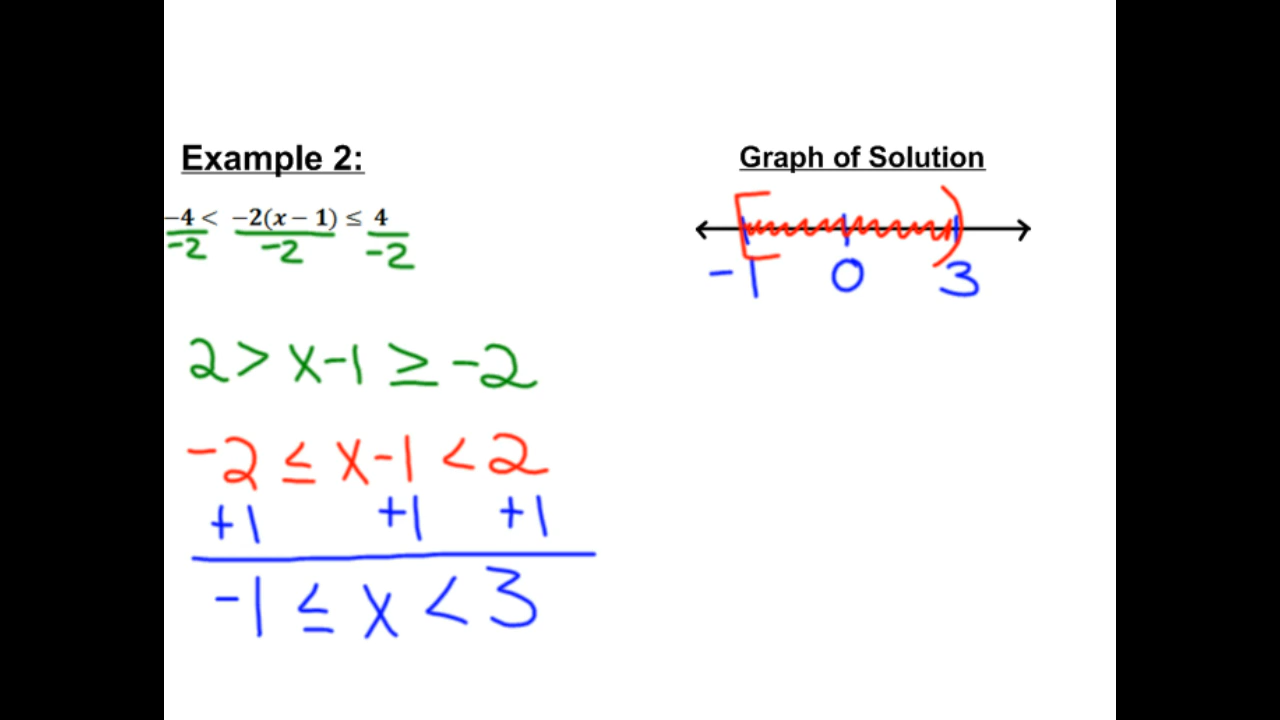 Example 2:
−4 < −2(x − 1) ≤ 4
-2 -2 -2
2 > x-1 ≥ -2
-2 ≤ x-1 < 2
+1 +1 +1
-1 ≤ x < 3
Graph of Solution
-1 0 3